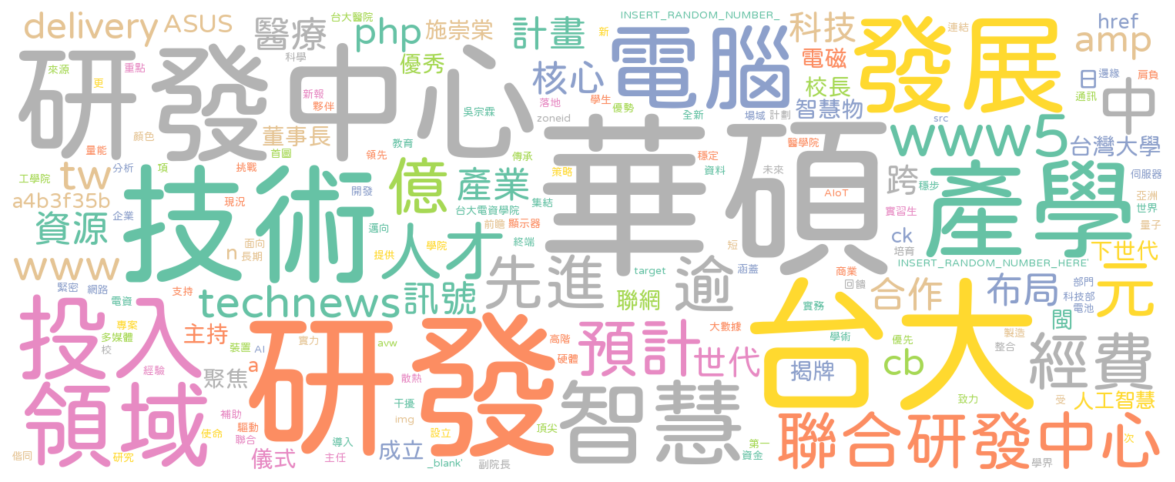 delivery
ASUS
台大醫院
醫療
php
施崇棠
計畫
INSERT_RANDOM_NUMBER_
新
科技
連結
href
amp
研發中心
來源
重點
更
科學
優秀
核心
電腦
電磁
校長
發展
日
邊緣
通訊
肩負
中
新報
夥伴
吳宗霖
落地
學生
優勢
zoneid
全新
場域
計劃
智慧物
量能
顏色
董事長
首圖
教育
華碩
醫學院
www5
src
台灣大學
tw
分析
項
挑戰
領先
傳承
穩定
資料
未來
跨
伺服器
工學院
a4b3f35b
技術
開發
億
產業
策略
AIoT
穩步
產學
亞洲
世界
現況
企業
集結
台大電資學院
實習生
量子
資源
邁向
前瞻
顯示器
ck
培育
www
n
面向
長期
提供
人才
學院
終端
短
下世代
緊密
網路
先進
target
涵蓋
商業
回饋
INSERT_RANDOM_NUMBER_HERE
部門
科技部
電池
元
電資
支持
technews
訊號
聯網
逾
合作
布局
投入
專案
多媒體
校
主持
研發
大數據
實務
台大
閩
裝置
AI
實力
avw
高階
硬體
預計
世代
學術
優先
製造
整合
經費
經驗
聚焦
a
散熱
揭牌
cb
領域
補助
驅動
聯合
干擾
img
智慧
致力
受
人工智慧
使命
偕同
研究
儀式
導入
主任
成立
設立
_blank'
頂尖
副院長
第一
資金
聯合研發中心
次
學界